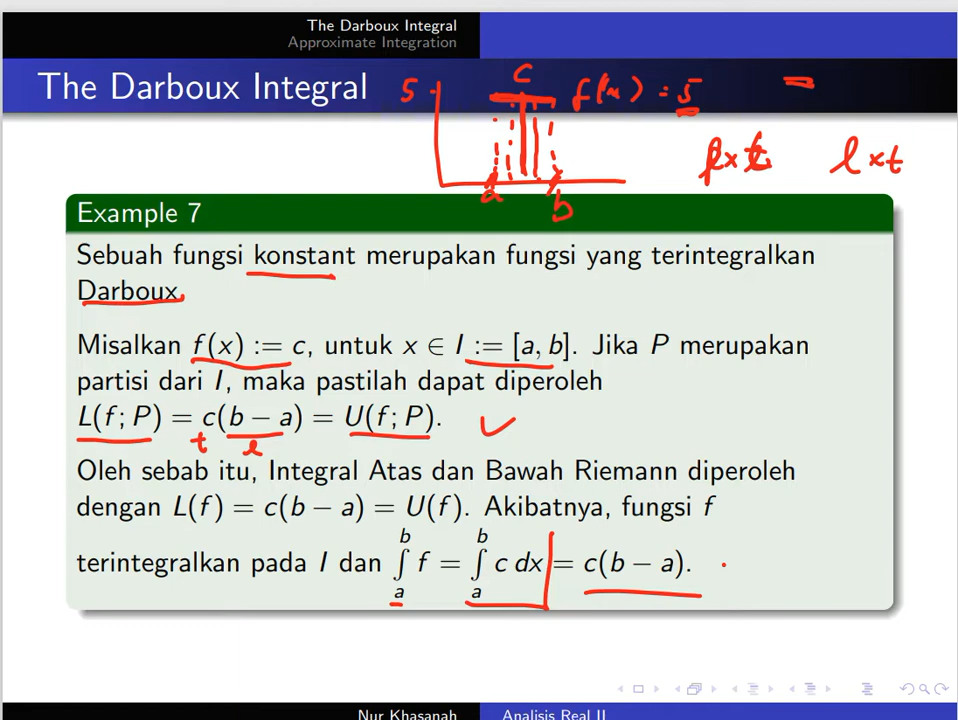 The Darboux Integral
Approximate Integration
The Darboux Integral
5 c f(x) = 5 =
l x t
a b
Example 7
Sebuah fungsi konstant merupakan fungsi yang terintegralkan
Darboux.
Misalkan f(x) := c, untuk x ∈ I := [a, b]. Jika P merupakan
partisi dari I, maka pastilah dapat diperoleh
L(f; P) = c(b − a) = U(f; P).
t l
Oleh sebab itu, Integral Atas dan Bawah Riemann diperoleh
dengan L(f) = c(b − a) = U(f). Akibatnya, fungsi f
terintegralkan pada I dan ∫_a^b f = ∫_a^b c dx = c(b − a).
Nur Khasanah Analisis Real II